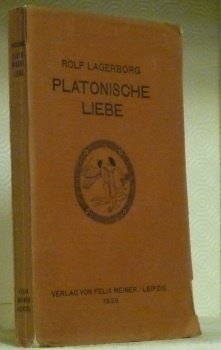 ROLF LAGERBORG
PLATONISCHE
LIEBE
VERLAG VON FELIX MEINER / LEIPZIG
1926